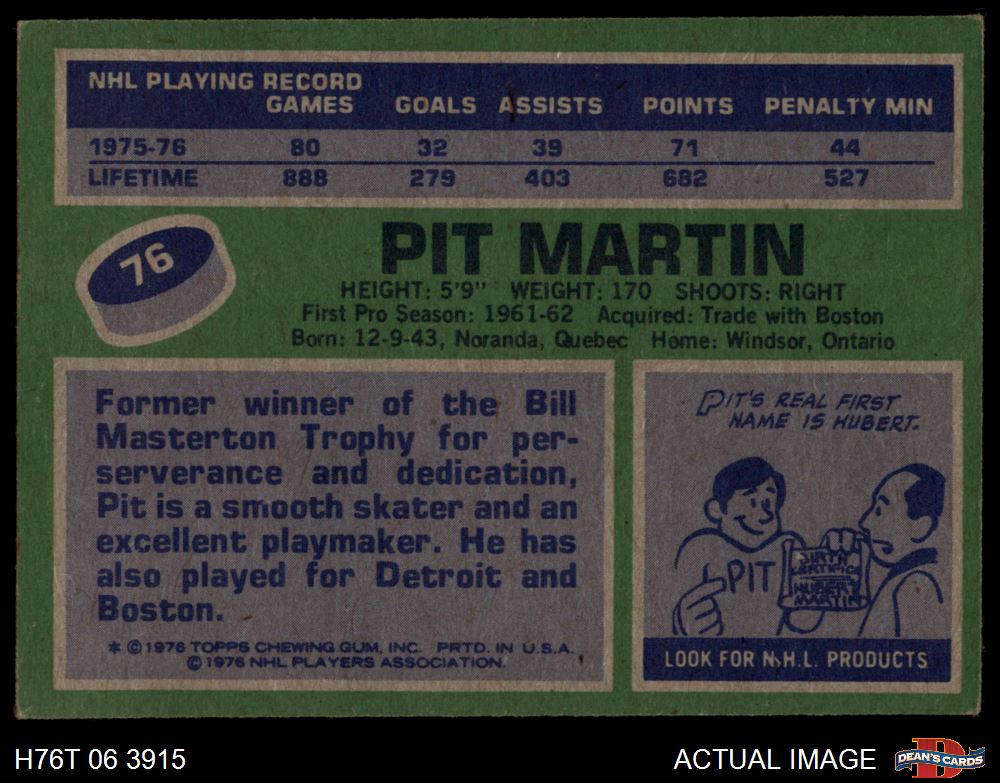 NHL PLAYING RECORD
GAMES GOALS ASSISTS POINTS PENALTY MIN
1975-76 80 32 39 71 44
LIFETIME 888 279 403 682 527
76
PIT MARTIN
HEIGHT: 5'9" WEIGHT: 170 SHOOTS: RIGHT
First Pro Season: 1961-62 Acquired: Trade with Boston
Born: 12-9-43, Noranda, Quebec Home: Windsor, Ontario
Former winner of the Bill
Masterton Trophy for per-
serverance and dedication,
Pit is a smooth skater and an
excellent playmaker. He has
also played for Detroit and
Boston.
* ©1976 TOPPS CHEWING GUM, INC. PRTD. IN U.S.A.
©1976 NHL PLAYERS ASSOCIATION.
PIT'S REAL FIRST
NAME IS HUBERT.
PIT
HUBERT
MARTIN
LOOK FOR N.H.L. PRODUCTS
H76T 06 3915
ACTUAL IMAGE
D
DEAN'S CARDS